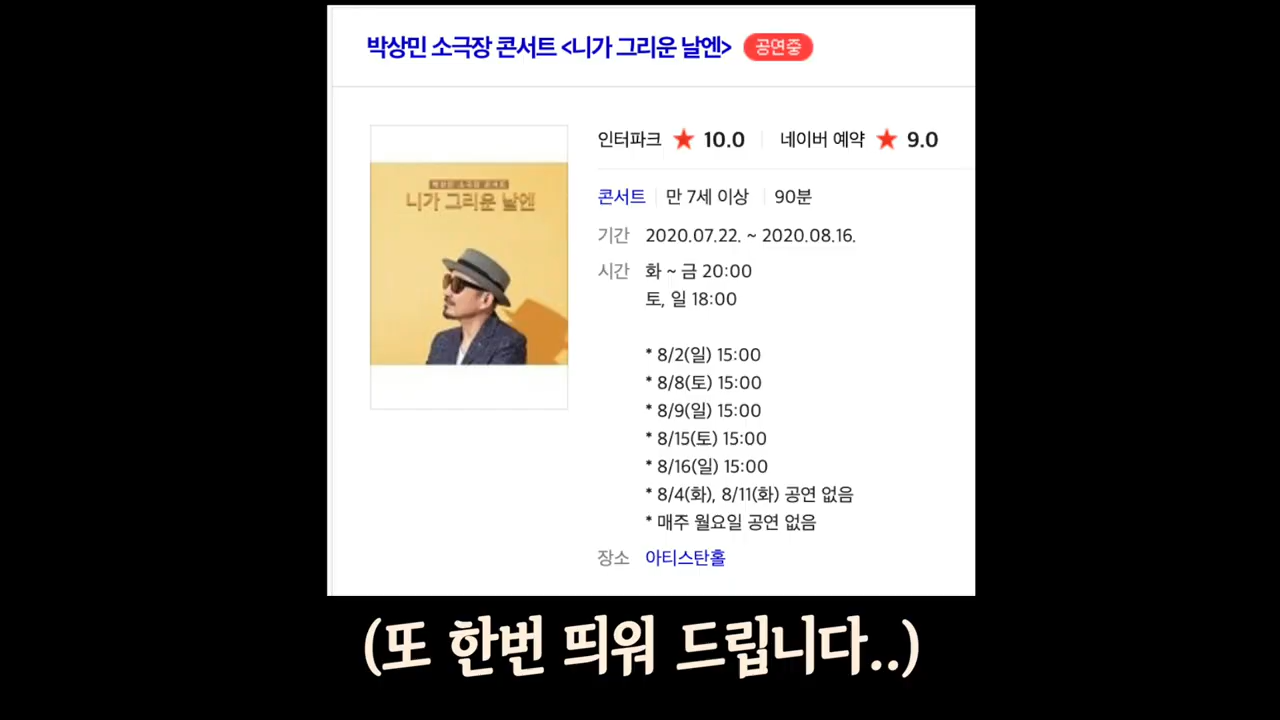 박상민 소극장 콘서트 <니가 그리운 날엔> 공연중
인터파크 ★ 10.0 네이버 예약 ★ 9.0
박상민 소극장 콘서트
니가 그리운 날엔
콘서트 만 7세 이상 90분
기간 2020.07.22. ~ 2020.08.16.
시간 화 ~ 금 20:00
토, 일 18:00
* 8/2(일) 15:00
* 8/8(토) 15:00
* 8/9(일) 15:00
* 8/15(토) 15:00
* 8/16(일) 15:00
* 8/4(화), 8/11(화) 공연 없음
* 매주 월요일 공연 없음
장소 아티스탄홀
(또 한번 띄워 드립니다..)